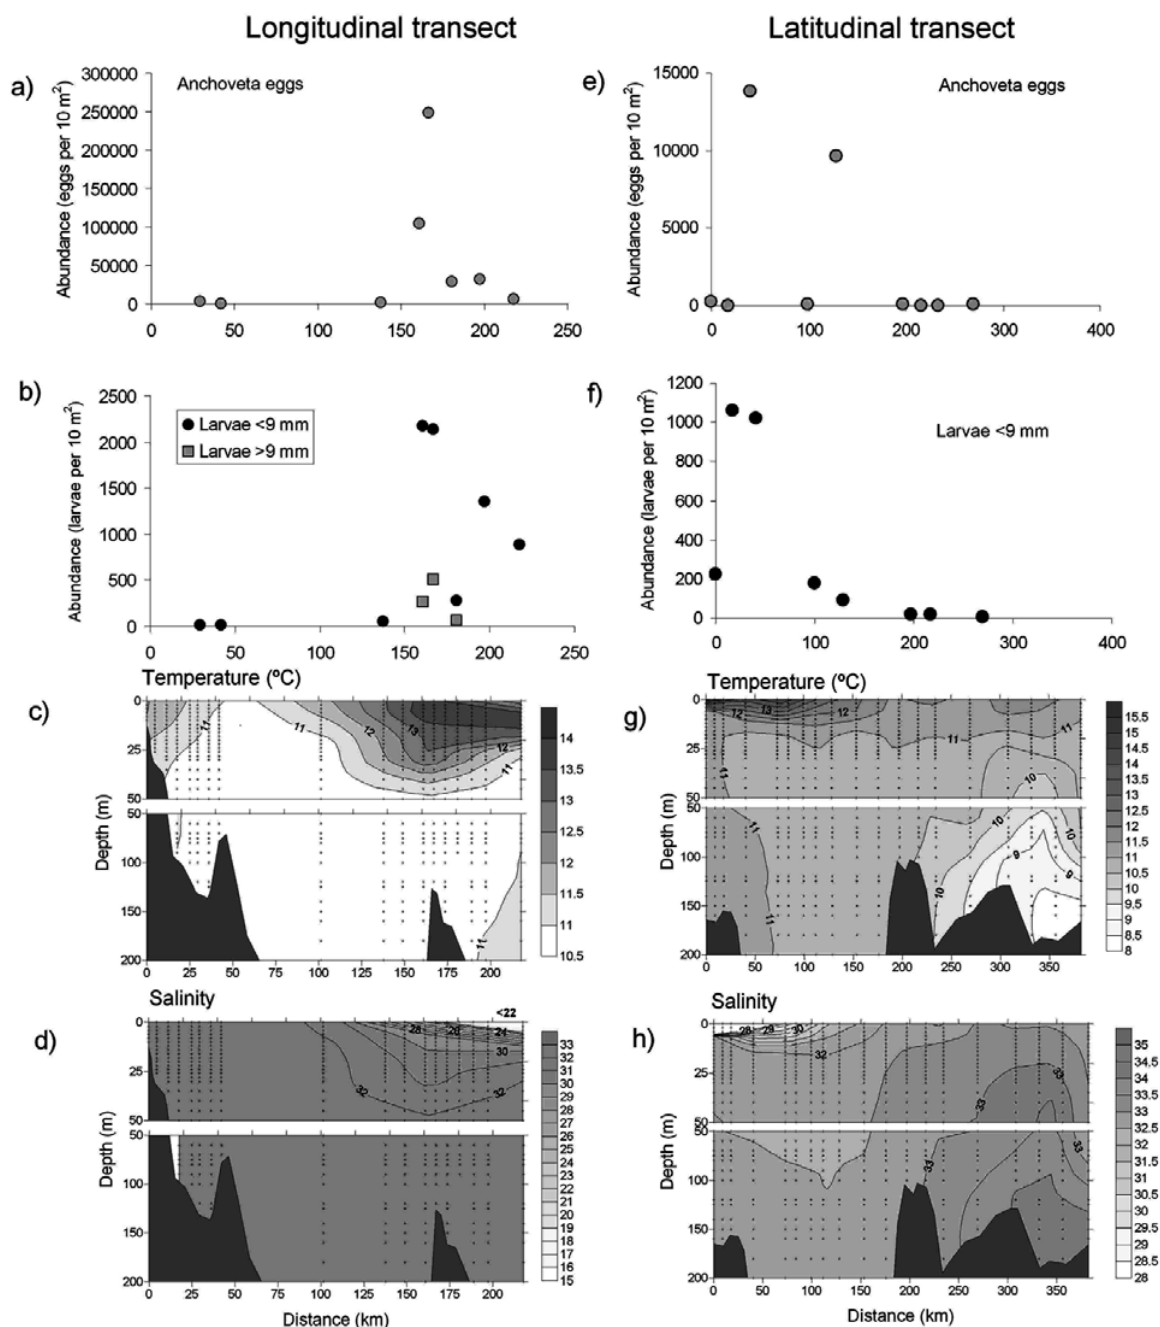 Longitudinal transect
Latitudinal transect
a)
Abundance (eggs per 10 m²)
Anchoveta eggs
300000
250000
200000
150000
100000
50000
0
0 50 100 150 200 250
e)
Abundance (eggs per 10 m²)
Anchoveta eggs
15000
10000
5000
0
0 100 200 300 400
b)
Abundance (larvae per 10 m²)
2500
2000
1500
1000
500
0
Larvae <9 mm
Larvae >9 mm
0 50 100 150 200 250
f)
Abundance (larvae per 10 m²)
1200
1000
800
600
400
200
0
Larvae <9 mm
0 100 200 300 400
Temperature (ºC)
c)
0
25
50
11 11 12 13 12 11
50
100
150
200
11
Depth (m)
0 25 50 75 100 125 150 175 200
14
13.5
13
12.5
12
11.5
11
10.5
Temperature (°C)
g)
0
25
50
12 13 12 11 11 11 10
50
100
150
200
11 11 10 10 9 10 9
Depth (m)
0 50 100 150 200 250 300 350
15.5
15
14.5
14
13.5
13
12.5
12
11.5
11
10.5
10
9.5
9
8.5
8
Salinity
<22
d)
0
25
50
28 26 24 30 32 32
50
100
150
200
Depth (m)
0 25 50 75 100 125 150 175 200
Distance (km)
33
32
31
30
29
28
27
26
25
24
23
22
21
20
19
18
17
16
15
Salinity
h)
0
25
50
28 29 30 32 33 33
50
100
150
200
33 33
Depth (m)
0 50 100 150 200 250 300 350
Distance (km)
35
34.5
34
33.5
33
32.5
32
31.5
31
30.5
30
29.5
29
28.5
28